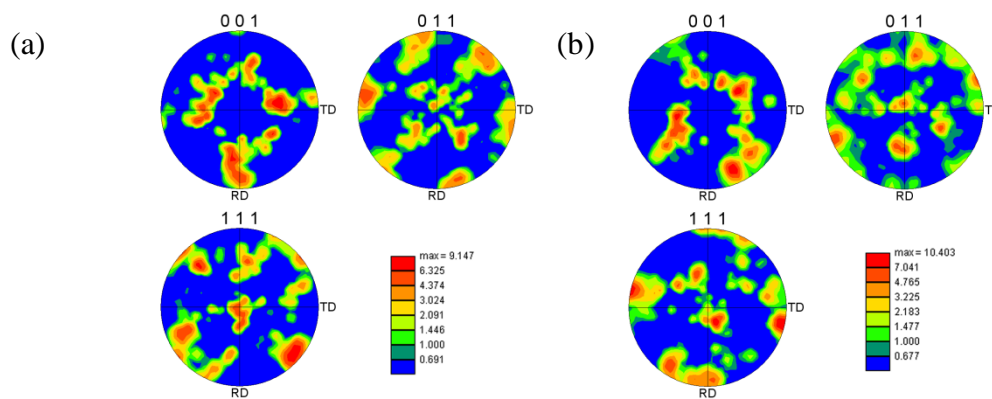 (a)
0 0 1
TD
RD
0 1 1
TD
RD
1 1 1
TD
RD
max = 9.147
6.325
4.374
3.024
2.091
1.446
1.000
0.691
(b)
0 0 1
TD
RD
0 1 1
T
RD
1 1 1
TD
RD
max = 10.403
7.041
4.765
3.225
2.183
1.477
1.000
0.677